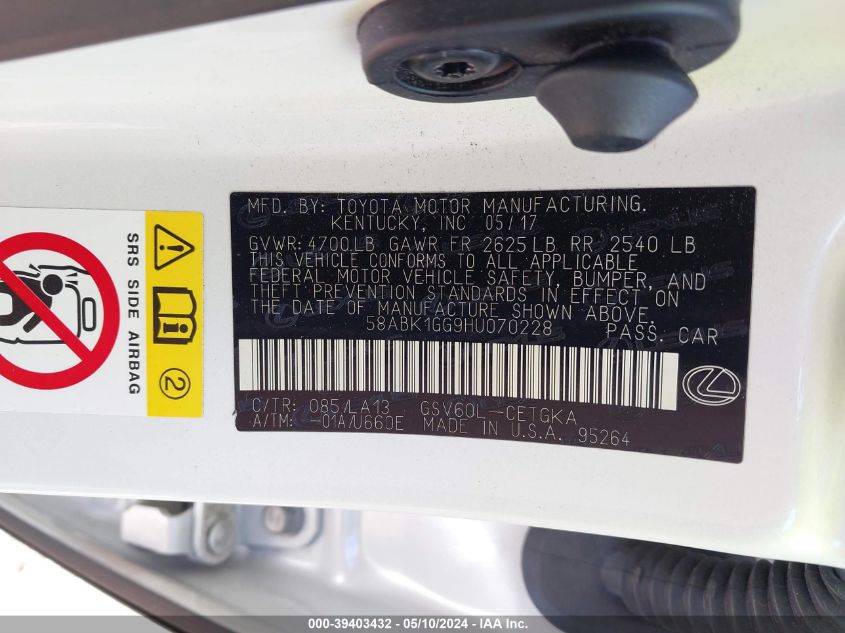 MFD. BY: TOYOTA MOTOR MANUFACTURING.
KENTUCKY, INC 05/17
GVWR: 4700 LB GAWR FR 2625 LB RR 2540 LB
THIS VEHICLE CONFORMS TO ALL APPLICABLE
FEDERAL MOTOR VEHICLE SAFETY, BUMPER, AND
THEFT PREVENTION STANDARDS IN EFFECT ON
THE DATE OF MANUFACTURE SHOWN ABOVE.
58ABK1GG9HU070228 PASS. CAR
C/TR: 085/LA13 GSV60L-CETGKA
A/TM: -01A/U660E MADE IN U.S.A. 95264
SRS SIDE AIRBAG
2
000-39403432 / 05/10/2024 - IAA Inc.